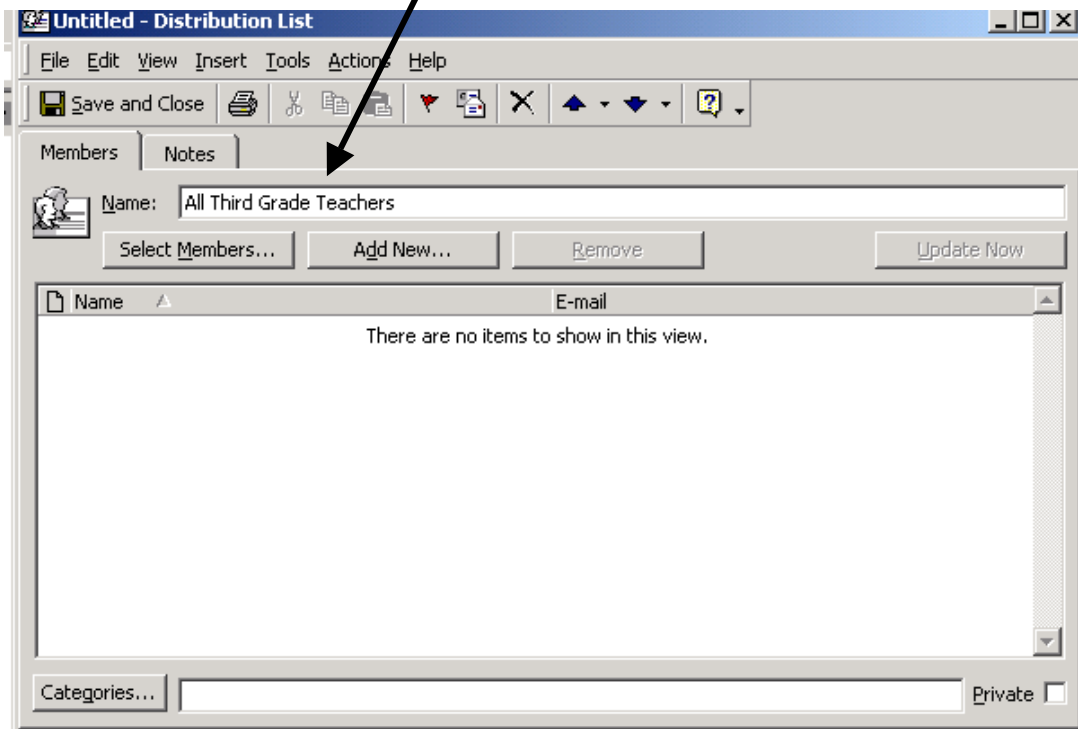 Untitled - Distribution List
File Edit View Insert Tools Actions Help
Save and Close
Members Notes
Name: All Third Grade Teachers
Select Members... Add New... Remove Update Now
Name E-mail
There are no items to show in this view.
Categories... Private